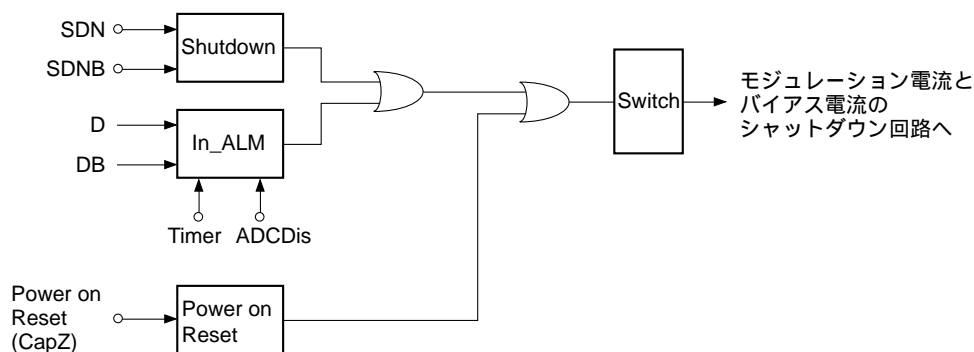 SDN
SDNB
Shutdown
D
DB
In_ALM
Timer
ADCDis
Power on
Reset
(CapZ)
Power on
Reset
Switch
モジュレーション電流と
バイアス電流の
シャットダウン回路へ